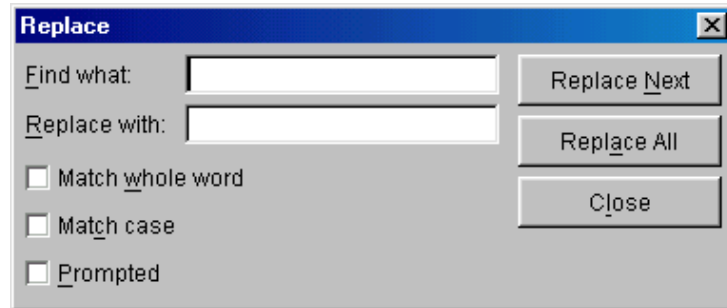 Replace
Find what:
Replace Next
Replace with:
Replace All
Match whole word
Close
Match case
Prompted